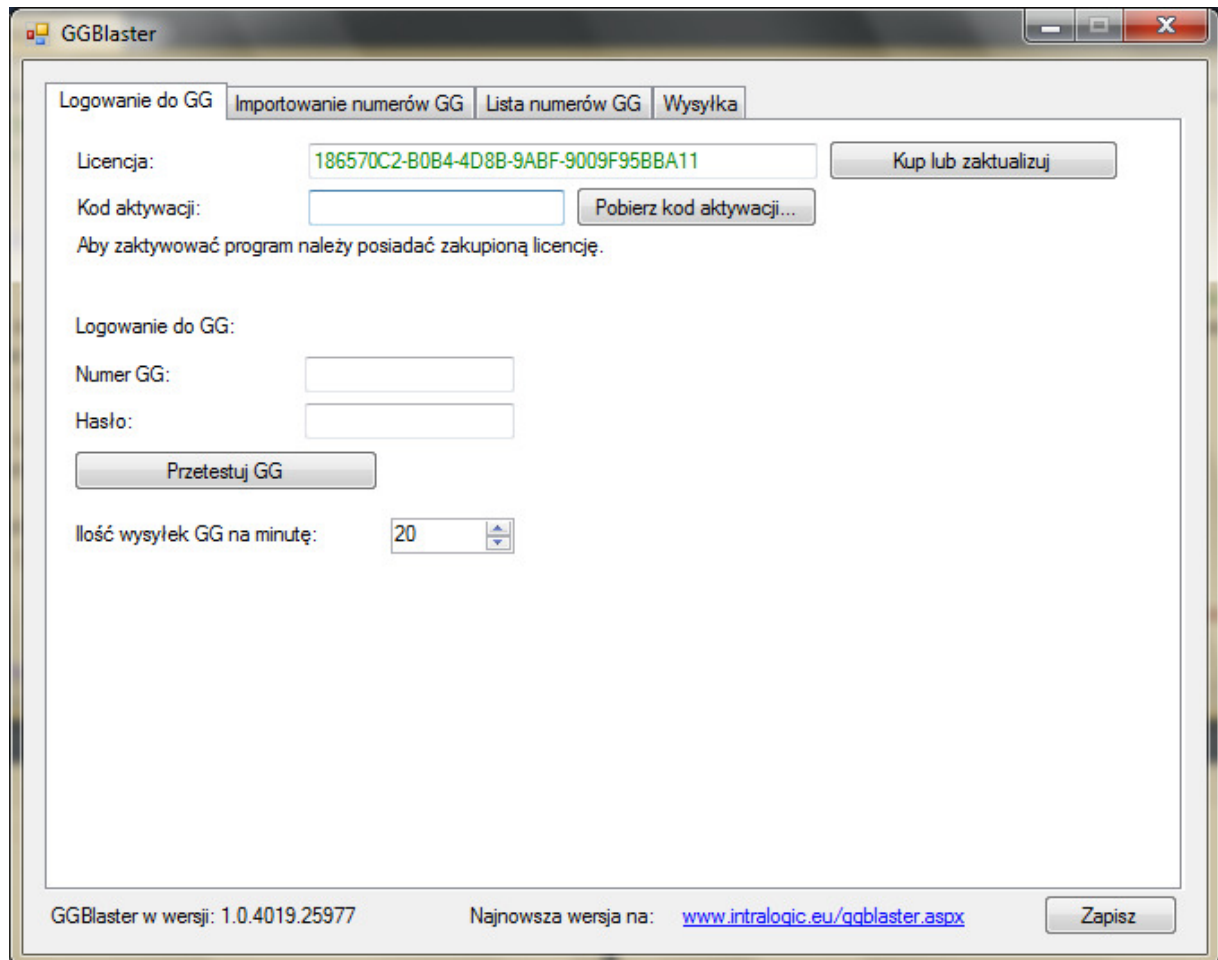 GGBlaster
Logowanie do GG Importowanie numerów GG Lista numerów GG Wysyłka
Licencja: 186570C2-B0B4-4D8B-9ABF-9009F95BBA11 Kup lub zaktualizuj
Kod aktywacji: Pobierz kod aktywacji...
Aby zaktywować program należy posiadać zakupioną licencję.
Logowanie do GG:
Numer GG:
Hasło:
Przetestuj GG
Ilość wysyłek GG na minutę: 20
GGBlaster w wersji: 1.0.4019.25977 Najnowsza wersja na: www.intralogic.eu/ggblaster.aspx Zapisz